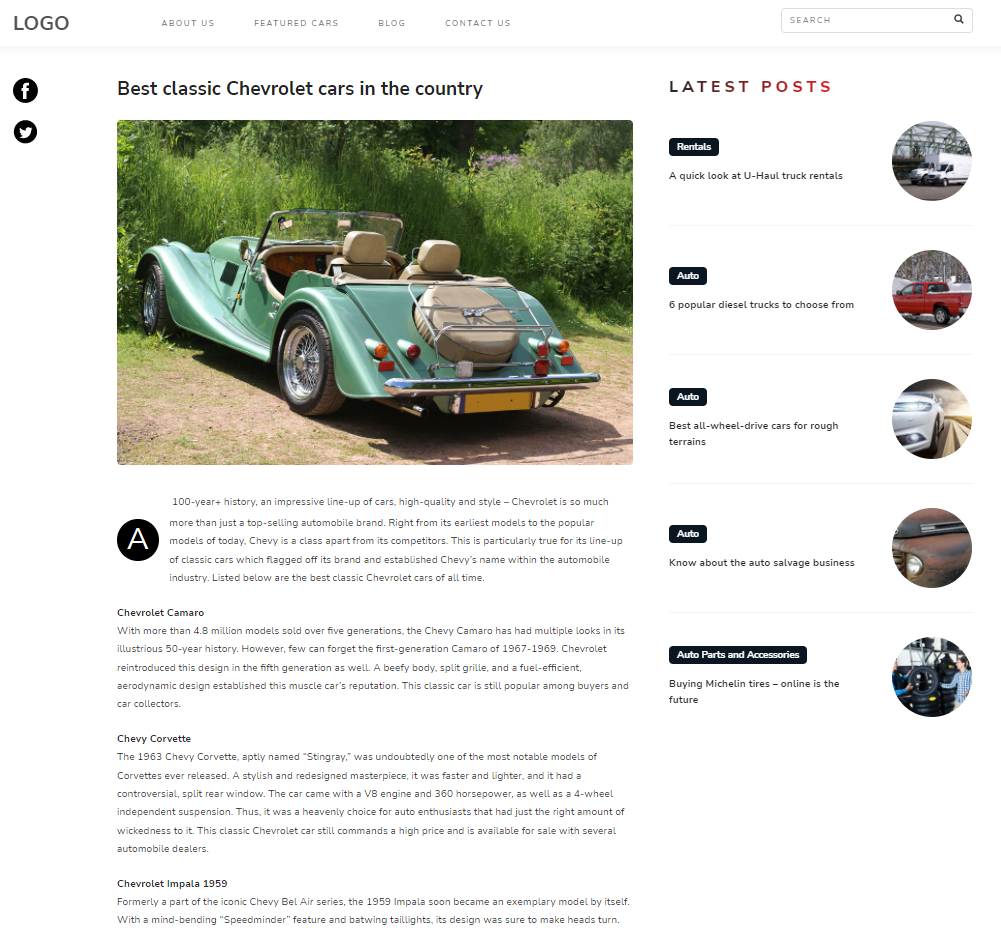 LOGO
ABOUT US
FEATURED CARS
BLOG
CONTACT US
SEARCH
Best classic Chevrolet cars in the country
A
100-year+ history, an impressive line-up of cars, high-quality and style – Chevrolet is so much
more than just a top-selling automobile brand. Right from its earliest models to the popular
models of today, Chevy is a class apart from its competitors. This is particularly true for its line-up
of classic cars which flagged off its brand and established Chevy's name within the automobile
industry. Listed below are the best classic Chevrolet cars of all time.
Chevrolet Camaro
With more than 4.8 million models sold over five generations, the Chevy Camaro has had multiple looks in its
illustrious 50-year history. However, few can forget the first-generation Camaro of 1967-1969. Chevrolet
reintroduced this design in the fifth generation as well. A beefy body, split grille, and a fuel-efficient,
aerodynamic design established this muscle car's reputation. This classic car is still popular among buyers and
car collectors.
Chevy Corvette
The 1963 Chevy Corvette, aptly named “Stingray,” was undoubtedly one of the most notable models of
Corvettes ever released. A stylish and redesigned masterpiece, it was faster and lighter, and it had a
controversial, split rear window. The car came with a V8 engine and 360 horsepower, as well as a 4-wheel
independent suspension. Thus, it was a heavenly choice for auto enthusiasts that had just the right amount of
wickedness to it. This classic Chevrolet car still commands a high price and is available for sale with several
automobile dealers.
Chevrolet Impala 1959
Formerly a part of the iconic Chevy Bel Air series, the 1959 Impala soon became an exemplary model by itself.
With a mind-bending “Speedminder” feature and batwing taillights, its design was sure to make heads turn.
LATEST POSTS
Rentals
A quick look at U-Haul truck rentals
Auto
6 popular diesel trucks to choose from
Auto
Best all-wheel-drive cars for rough
terrains
Auto
Know about the auto salvage business
Auto Parts and Accessories
Buying Michelin tires – online is the
future